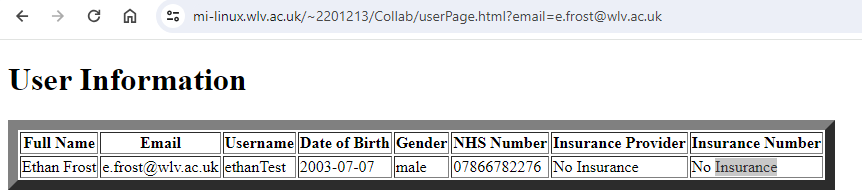 mi-linux.wlv.ac.uk/~2201213/Collab/userPage.html?email=e.frost@wlv.ac.uk
User Information
Full Name Email Username Date of Birth Gender NHS Number Insurance Provider Insurance Number
Ethan Frost e.frost@wlv.ac.uk ethanTest 2003-07-07 male 07866782276 No Insurance No Insurance